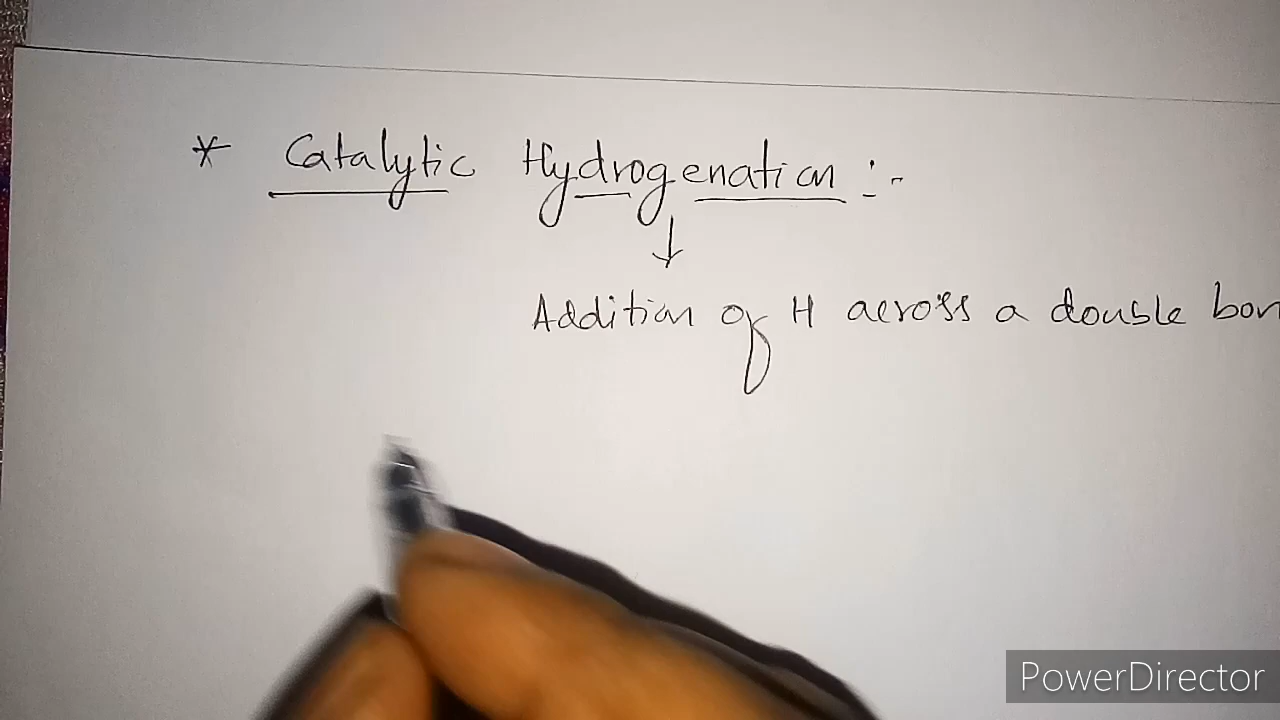 * Catalytic Hydrogenation :-
↓
Addition of H across a double bon
PowerDirector